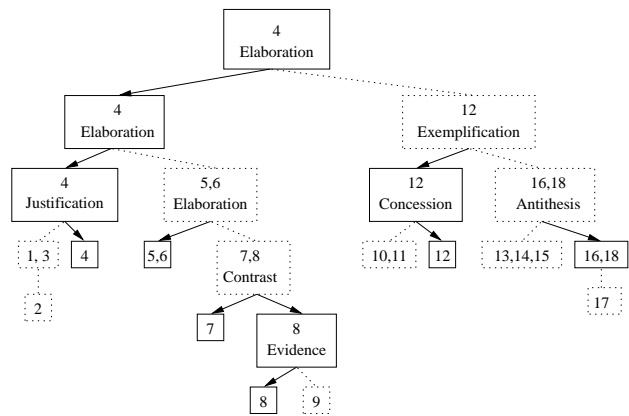 4
Elaboration
4
Elaboration
12
Exemplification
4
Justification
5,6
Elaboration
12
Concession
16,18
Antithesis
1, 3
4
5,6
7,8
Contrast
10,11
12
13,14,15
16,18
2
17
7
8
Evidence
8
9